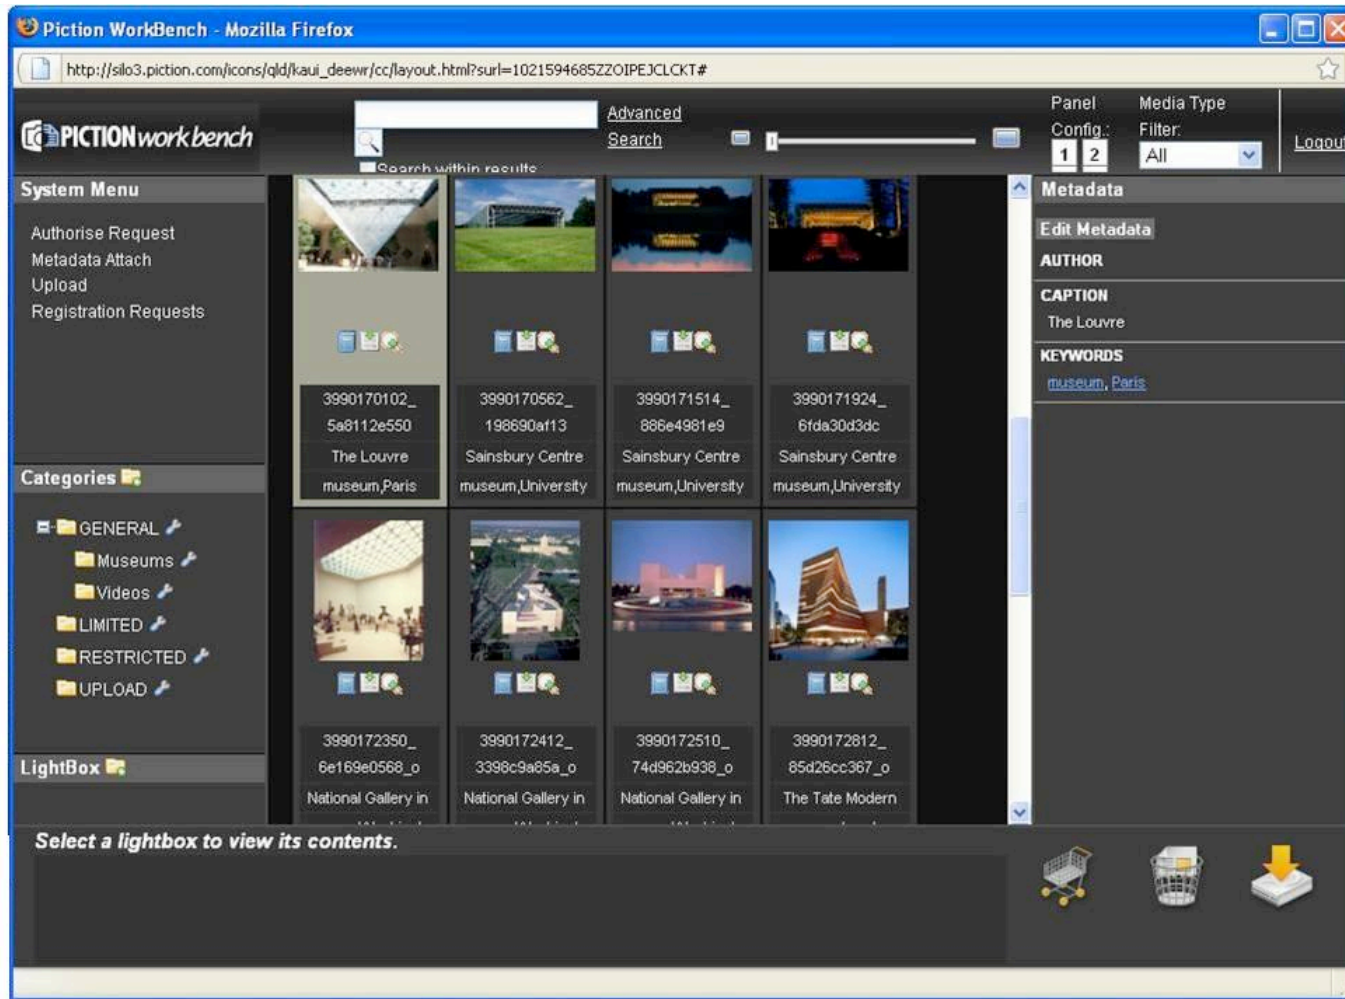 Piction WorkBench - Mozilla Firefox
http://silo3.piction.com/icons/qld/kaui_deewr/cc/layout.html?surl=1021594685ZZOIPEJCLCKT#
PICTION work bench
Advanced
Search
Search within results
Panel
Config.:
1 2
Media Type
Filter:
All
Logout
System Menu
Authorise Request
Metadata Attach
Upload
Registration Requests
Categories
GENERAL
Museums
Videos
LIMITED
RESTRICTED
UPLOAD
LightBox
3990170102_
5a8112e550
The Louvre
museum,Paris
3990170562_
198690af13
Sainsbury Centre
museum,University
3990171514_
886e4981e9
Sainsbury Centre
museum,University
3990171924_
6fda30d3dc
Sainsbury Centre
museum,University
3990172350_
6e169e0568_o
National Gallery in
3990172412_
3398c9a85a_o
National Gallery in
3990172510_
74d962b938_o
National Gallery in
3990172812_
85d26cc367_o
The Tate Modern
Metadata
Edit Metadata
AUTHOR
CAPTION
The Louvre
KEYWORDS
museum, Paris
Select a lightbox to view its contents.